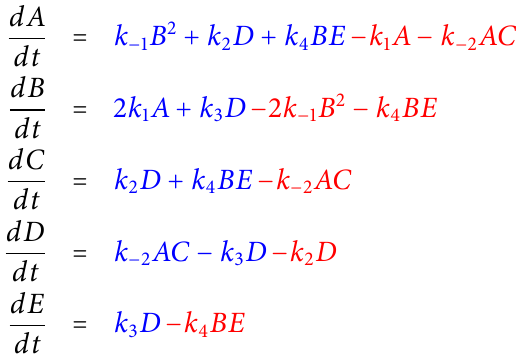 dA/dt = k₋₁B² + k₂D + k₄BE − k₁A − k₋₂AC
dB/dt = 2k₁A + k₃D − 2k₋₁B² − k₄BE
dC/dt = k₂D + k₄BE − k₋₂AC
dD/dt = k₋₂AC − k₃D − k₂D
dE/dt = k₃D − k₄BE